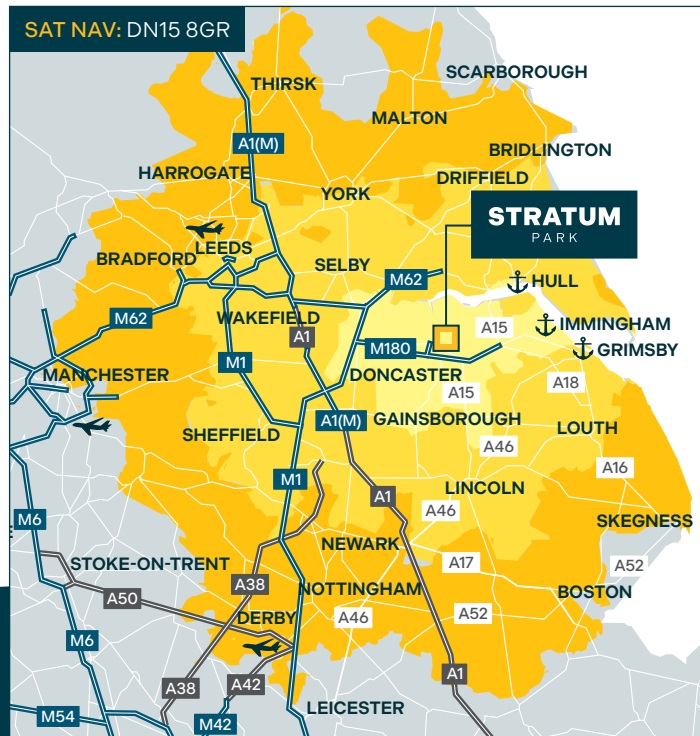 SAT NAV: DN15 8GR
SCARBOROUGH
THIRSK
MALTON
A1(M)
BRIDLINGTON
HARROGATE
DRIFFIELD
YORK
STRATUM
PARK
LEEDS
BRADFORD
SELBY
M62
HULL
M62
WAKEFIELD
A1
A15
IMMINGHAM
M180
GRIMSBY
M1
MANCHESTER
DONCASTER
A18
A15
A1(M)
GAINSBOROUGH
LOUTH
SHEFFIELD
A46
A16
M1
LINCOLN
A1
A46
M6
SKEGNESS
NEWARK
STOKE-ON-TRENT
A17
A52
A38
NOTTINGHAM
BOSTON
A50
DERBY
A46
A52
M6
A1
A38
A42
LEICESTER
M54
M42